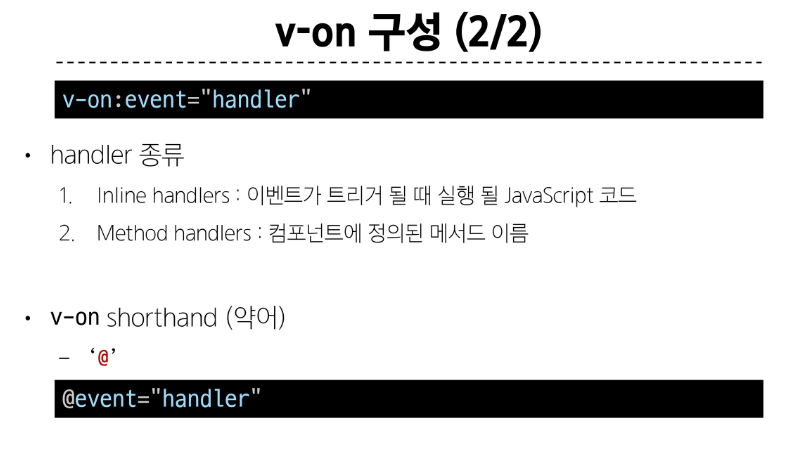 v-on 구성 (2/2)
v-on:event="handler"
• handler 종류
1. Inline handlers : 이벤트가 트리거 될 때 실행 될 JavaScript 코드
2. Method handlers : 컴포넌트에 정의된 메서드 이름
• v-on shorthand (약어)
– ‘@’
@event="handler"